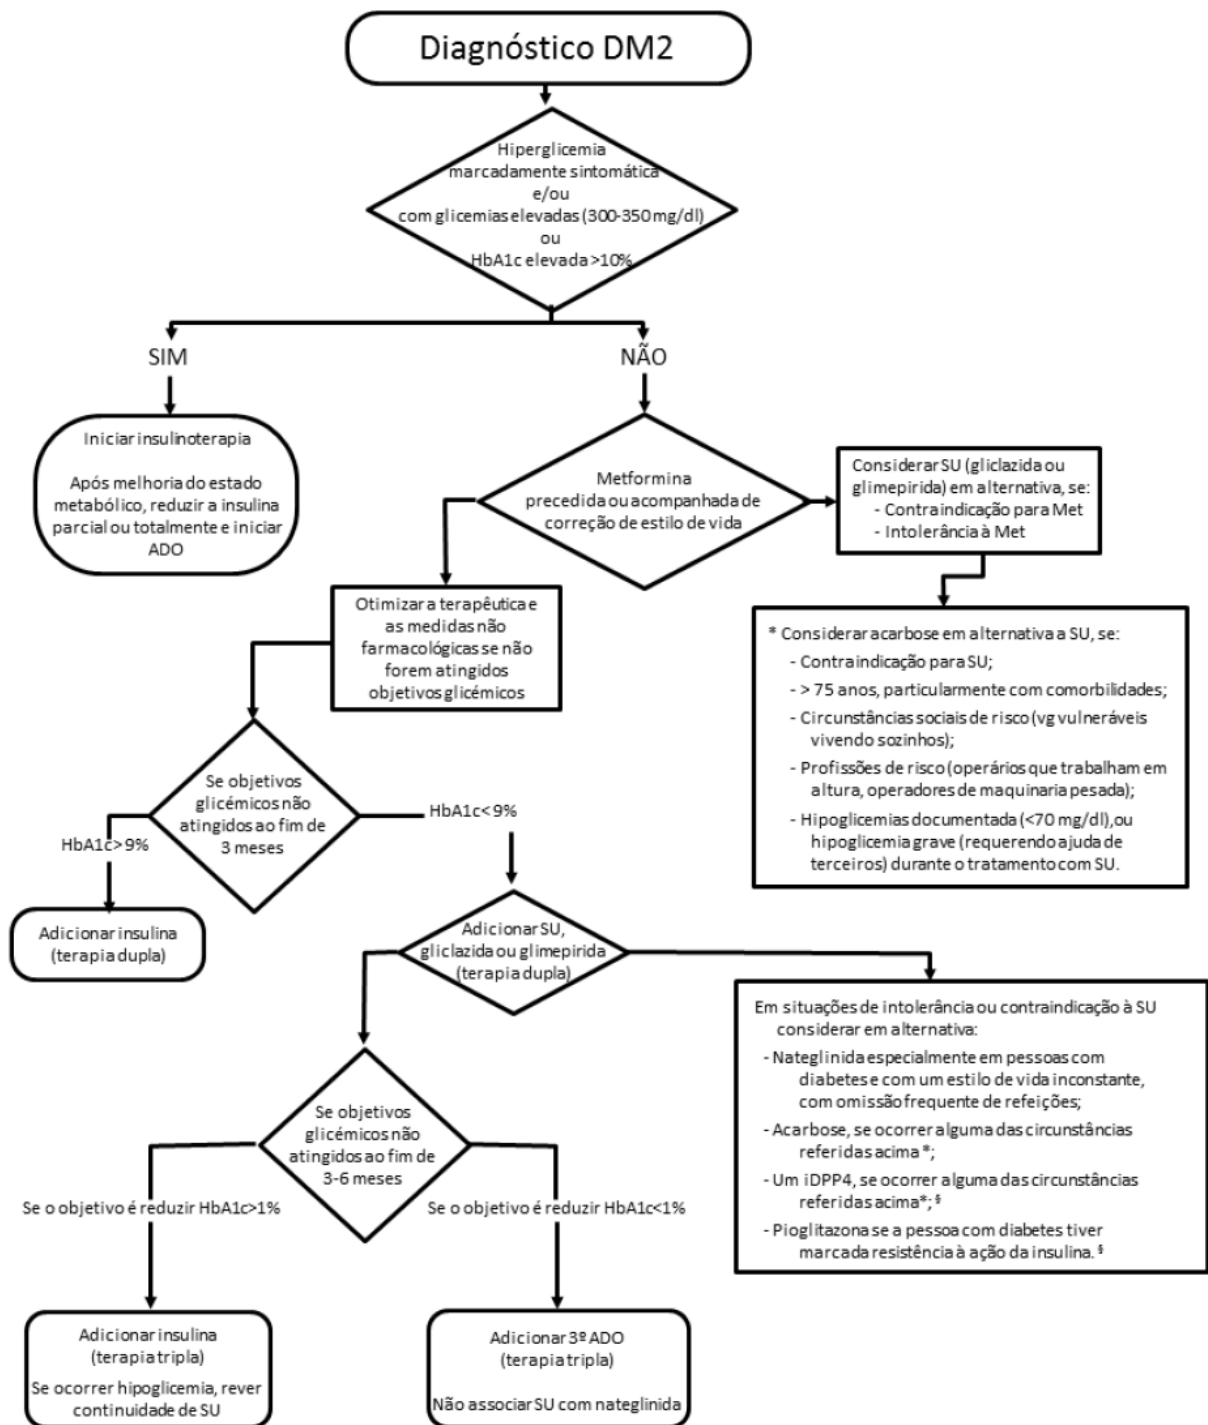 Diagnóstico DM2
Hiperglicemia
marcadamente sintomática
e/ou
com glicemias elevadas (300-350 mg/dl)
ou
HbA1c elevada >10%
SIM
NÃO
Iniciar insulinoterapia
Após melhoria do estado
metabólico, reduzir a insulina
parcial ou totalmente e iniciar
ADO
Metformina
precedida ou acompanhada de
correção de estilo de vida
Considerar SU (gliclazida ou
glimepirida) em alternativa, se:
- Contraindicação para Met
- Intolerância à Met
Otimizar a terapêutica e
as medidas não
farmacológicas se não
forem atingidos
objetivos glicémicos
* Considerar acarbose em alternativa a SU, se:
- Contraindicação para SU;
- > 75 anos, particularmente com comorbilidades;
- Circunstâncias sociais de risco (vg vulneráveis
vivendo sozinhos);
- Profissões de risco (operários que trabalham em
altura, operadores de maquinaria pesada);
- Hipoglicemias documentada (<70 mg/dl), ou
hipoglicemia grave (requerendo ajuda de
terceiros) durante o tratamento com SU.
Se objetivos
glicémicos não
atingidos ao fim de
3 meses
HbA1c>9%
HbA1c<9%
Adicionar insulina
(terapia dupla)
Adicionar SU,
gliclazida ou glimepirida
(terapia dupla)
Em situações de intolerância ou contraindicação à SU
considerar em alternativa:
- Nateglinida especialmente em pessoas com
diabetes e com um estilo de vida inconstante,
com omissão frequente de refeições;
- Acarbose, se ocorrer alguma das circunstâncias
referidas acima *;
- Um iDPP4, se ocorrer alguma das circunstâncias
referidas acima*; §
- Pioglitazona se a pessoa com diabetes tiver
marcada resistência à ação da insulina. §
Se objetivos
glicémicos não
atingidos ao fim de
3-6 meses
Se o objetivo é reduzir HbA1c>1%
Se o objetivo é reduzir HbA1c<1%
Adicionar insulina
(terapia tripla)
Se ocorrer hipoglicemia, rever
continuidade de SU
Adicionar 3º ADO
(terapia tripla)
Não associar SU com nateglinida